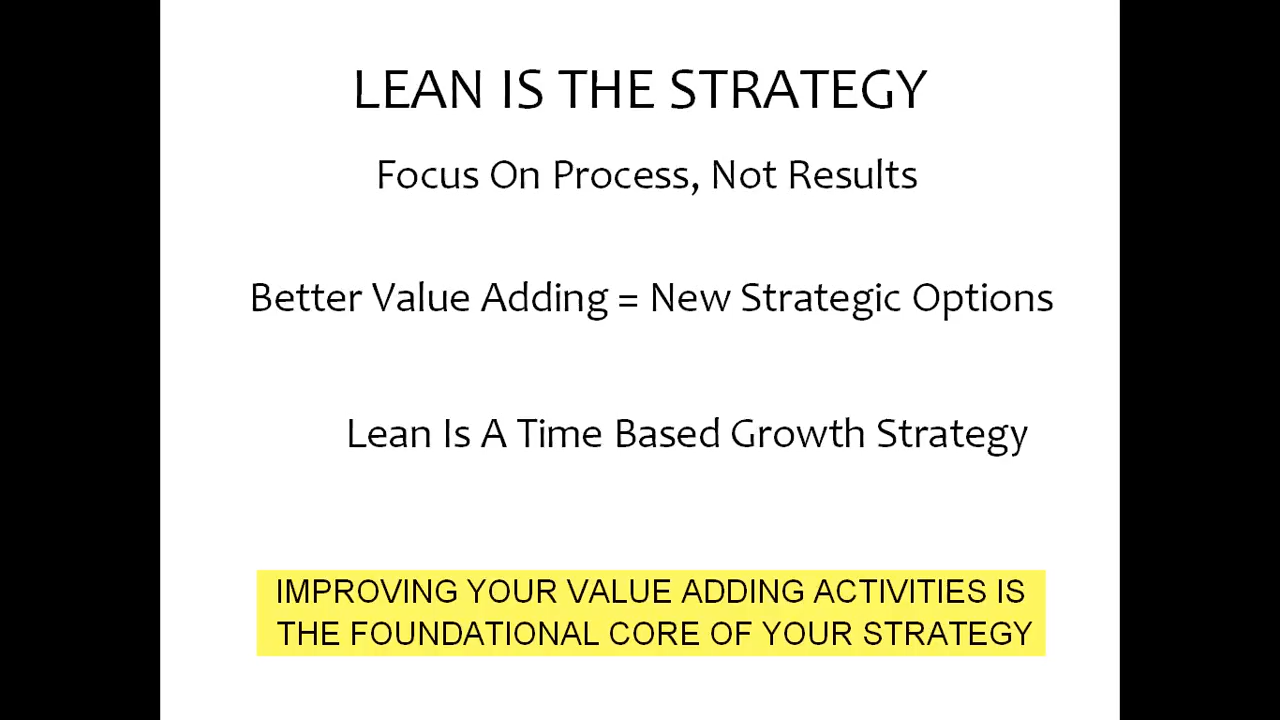 LEAN IS THE STRATEGY
Focus On Process, Not Results
Better Value Adding = New Strategic Options
Lean Is A Time Based Growth Strategy
IMPROVING YOUR VALUE ADDING ACTIVITIES IS
THE FOUNDATIONAL CORE OF YOUR STRATEGY